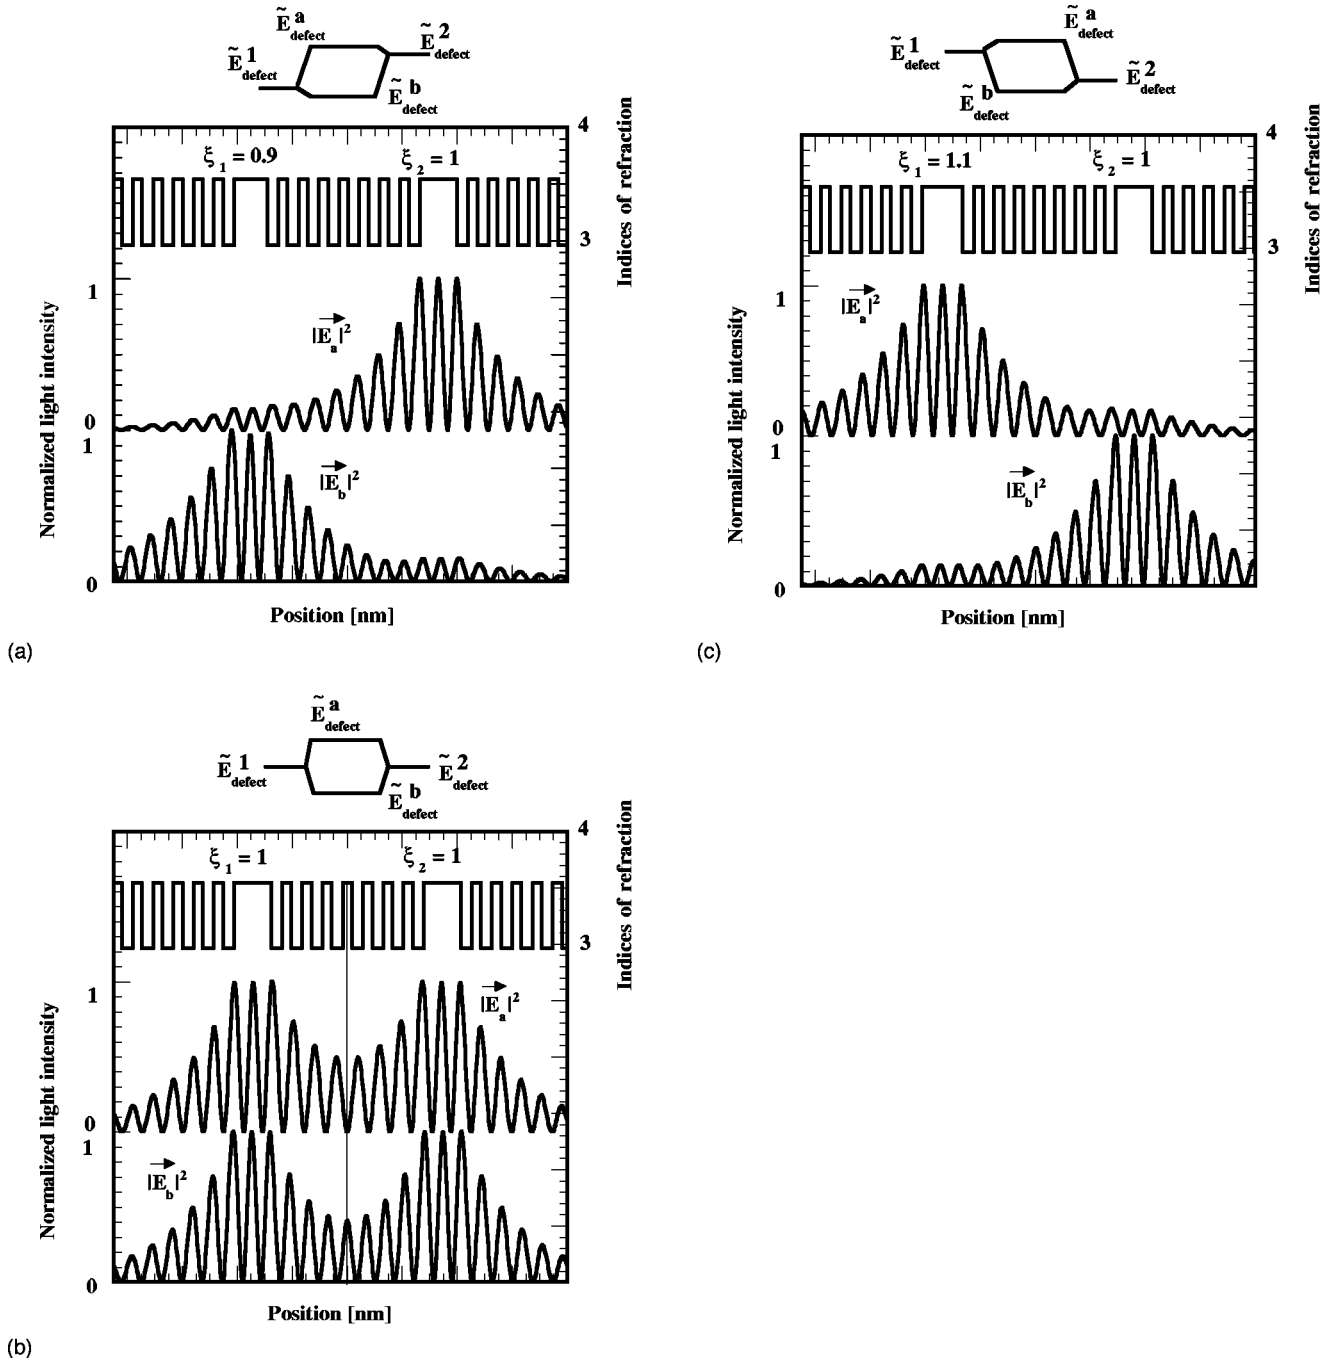 Ẽ a defect
Ẽ 1 defect
Ẽ 2 defect
Ẽ b defect
4
ξ 1 = 0.9
ξ 2 = 1
3
Indices of refraction
1
|E a |²
0
1
|E b |²
0
Normalized light intensity
Position [nm]
(a)
Ẽ a defect
Ẽ 1 defect
Ẽ 2 defect
Ẽ b defect
4
ξ 1 = 1.1
ξ 2 = 1
3
Indices of refraction
1
|E a |²
0
1
|E b |²
0
Normalized light intensity
Position [nm]
(c)
Ẽ a defect
Ẽ 1 defect
Ẽ 2 defect
Ẽ b defect
4
ξ 1 = 1
ξ 2 = 1
3
Indices of refraction
1
|E a |²
0
1
|E b |²
0
Normalized light intensity
Position [nm]
(b)